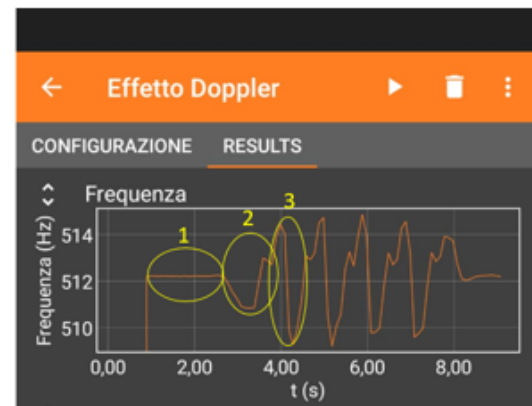 Effetto Doppler
CONFIGURAZIONE RESULTS
Frequenza
1 2 3
Frequenza (Hz)
514
512
510
0,00 2,00 4,00 6,00 8,00
t (s)